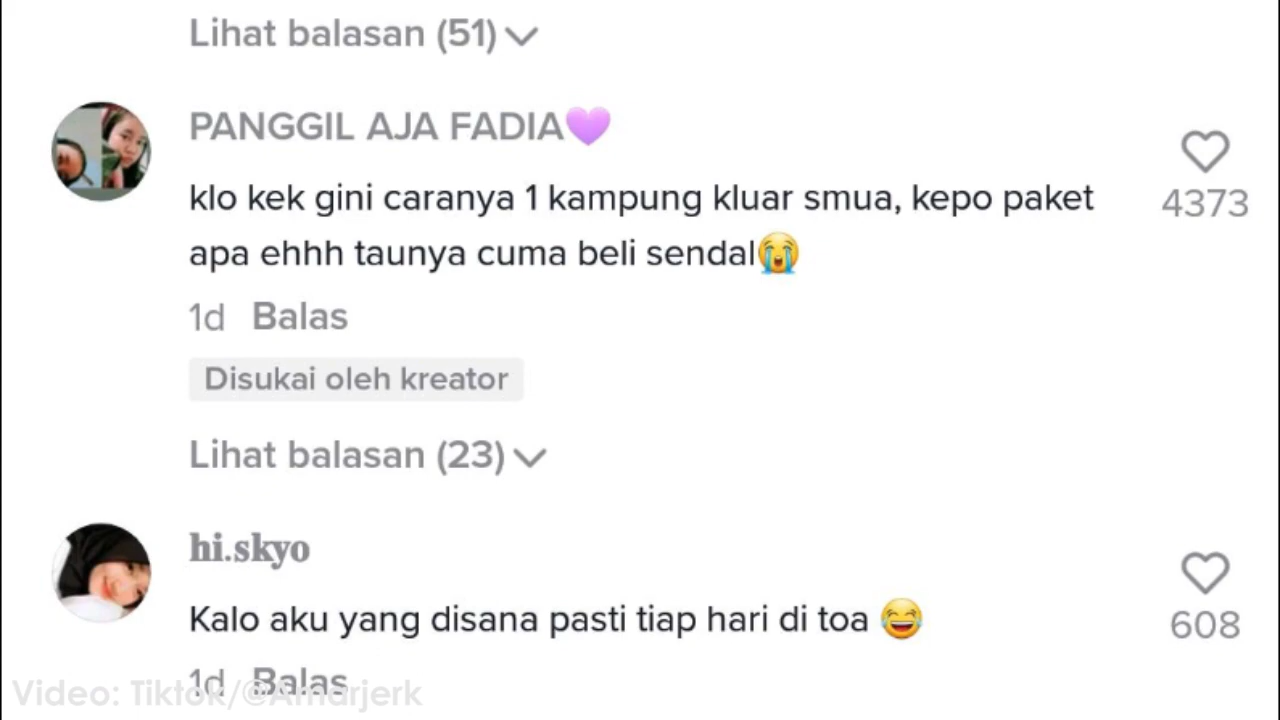 Lihat balasan (51)
PANGGIL AJA FADIA💜
klo kek gini caranya 1 kampung kluar smua, kepo paket
apa ehhh taunya cuma beli sendal😭
4373
1d Balas
Disukai oleh kreator
Lihat balasan (23)
hi.skyo
Kalo aku yang disana pasti tiap hari di toa 😂
608
1d Balas
Video: Tiktok/@Amarjerk